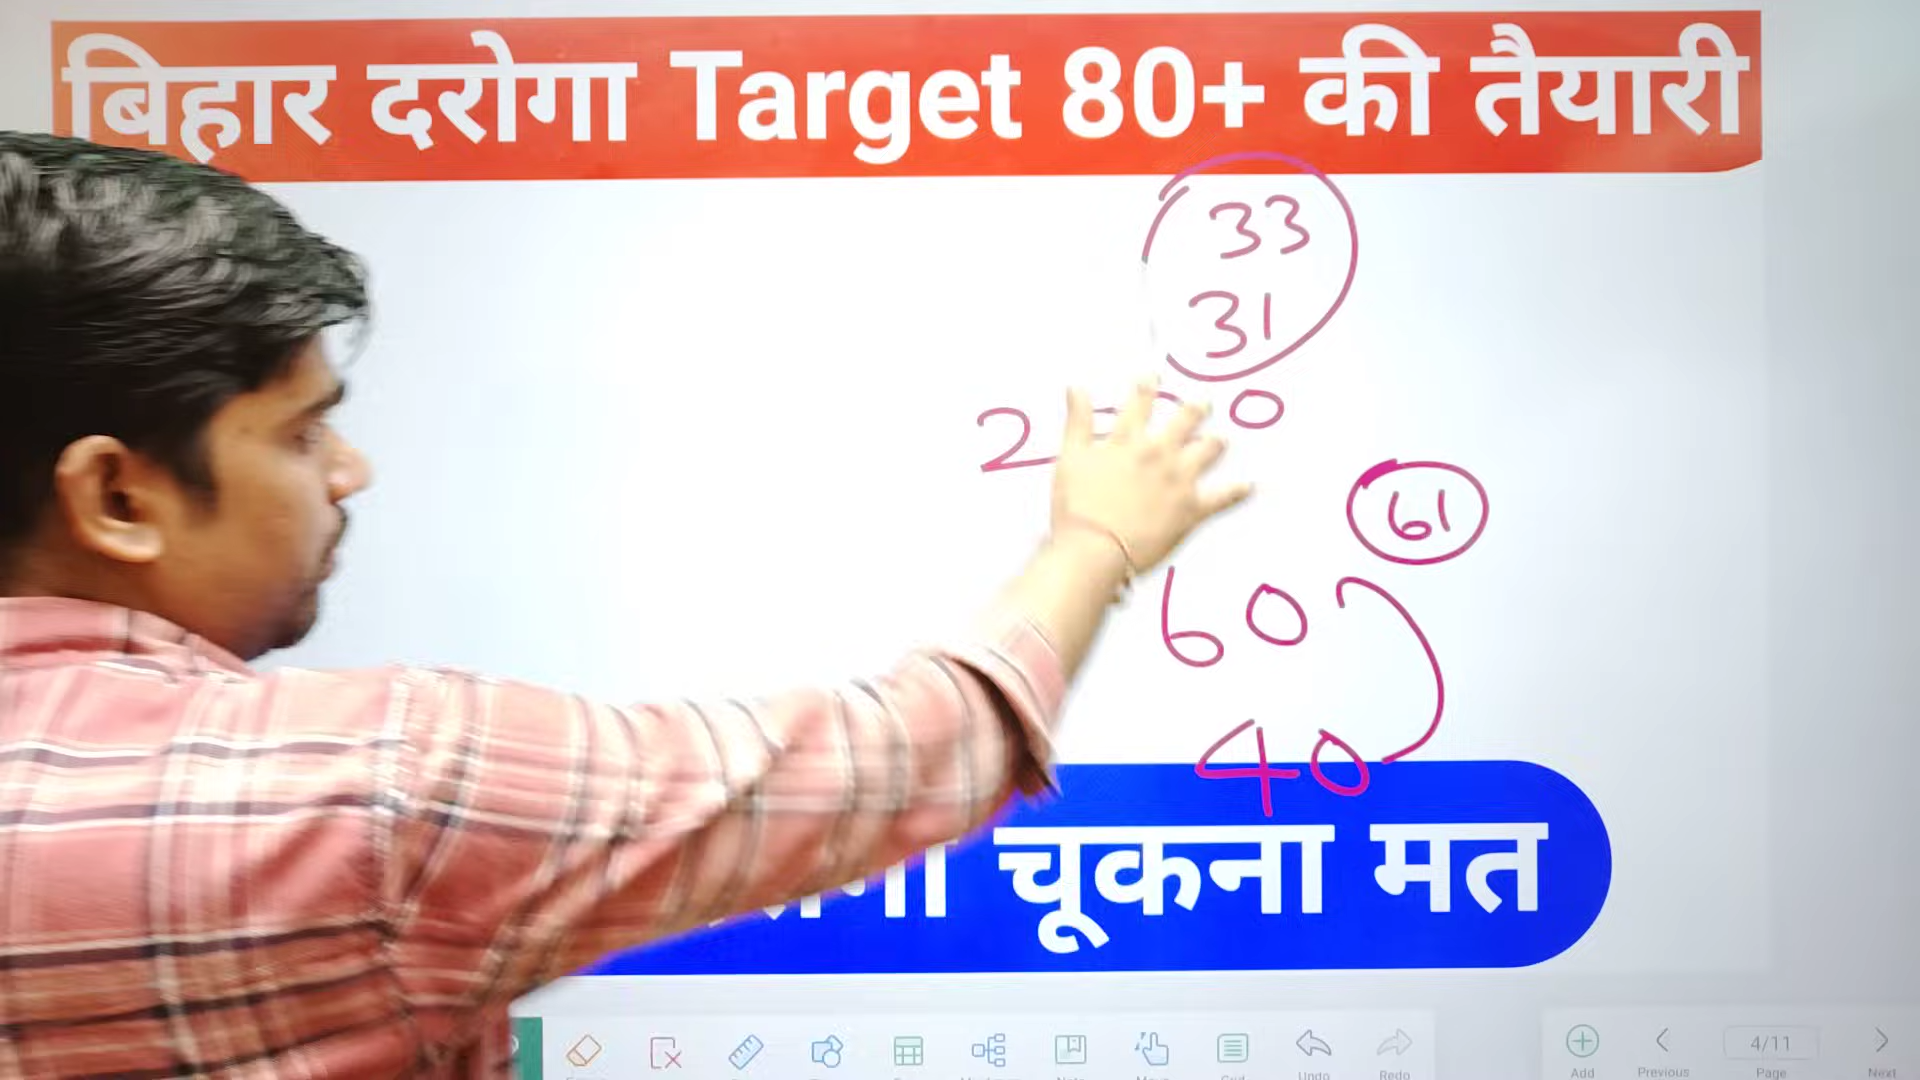 बिहार दरोगा Target 80+ की तैयारी
33
31
2 0
61
60
40
चूकना मत
Undo
Redo
Add
Previous
4/11
Page
Next